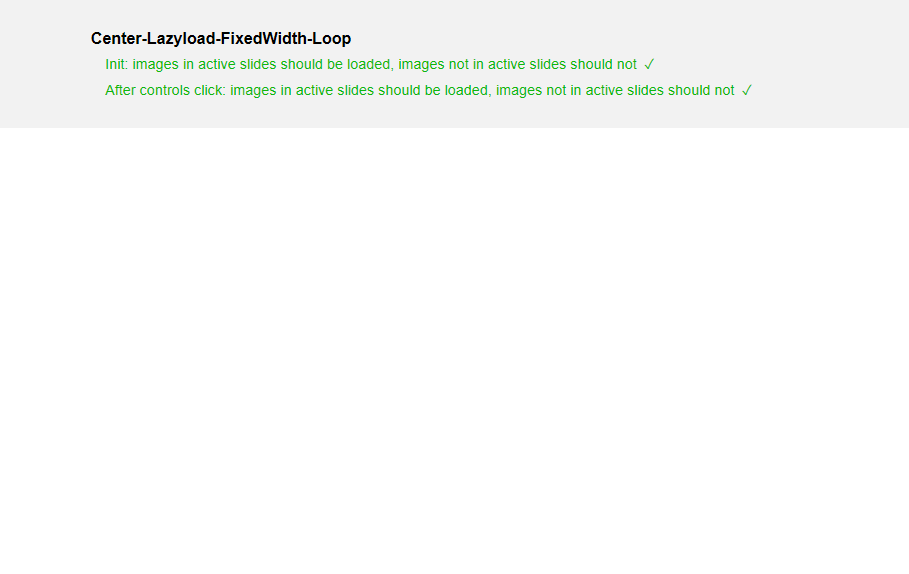 Center-Lazyload-FixedWidth-Loop
Init: images in active slides should be loaded, images not in active slides should not ✓
After controls click: images in active slides should be loaded, images not in active slides should not ✓